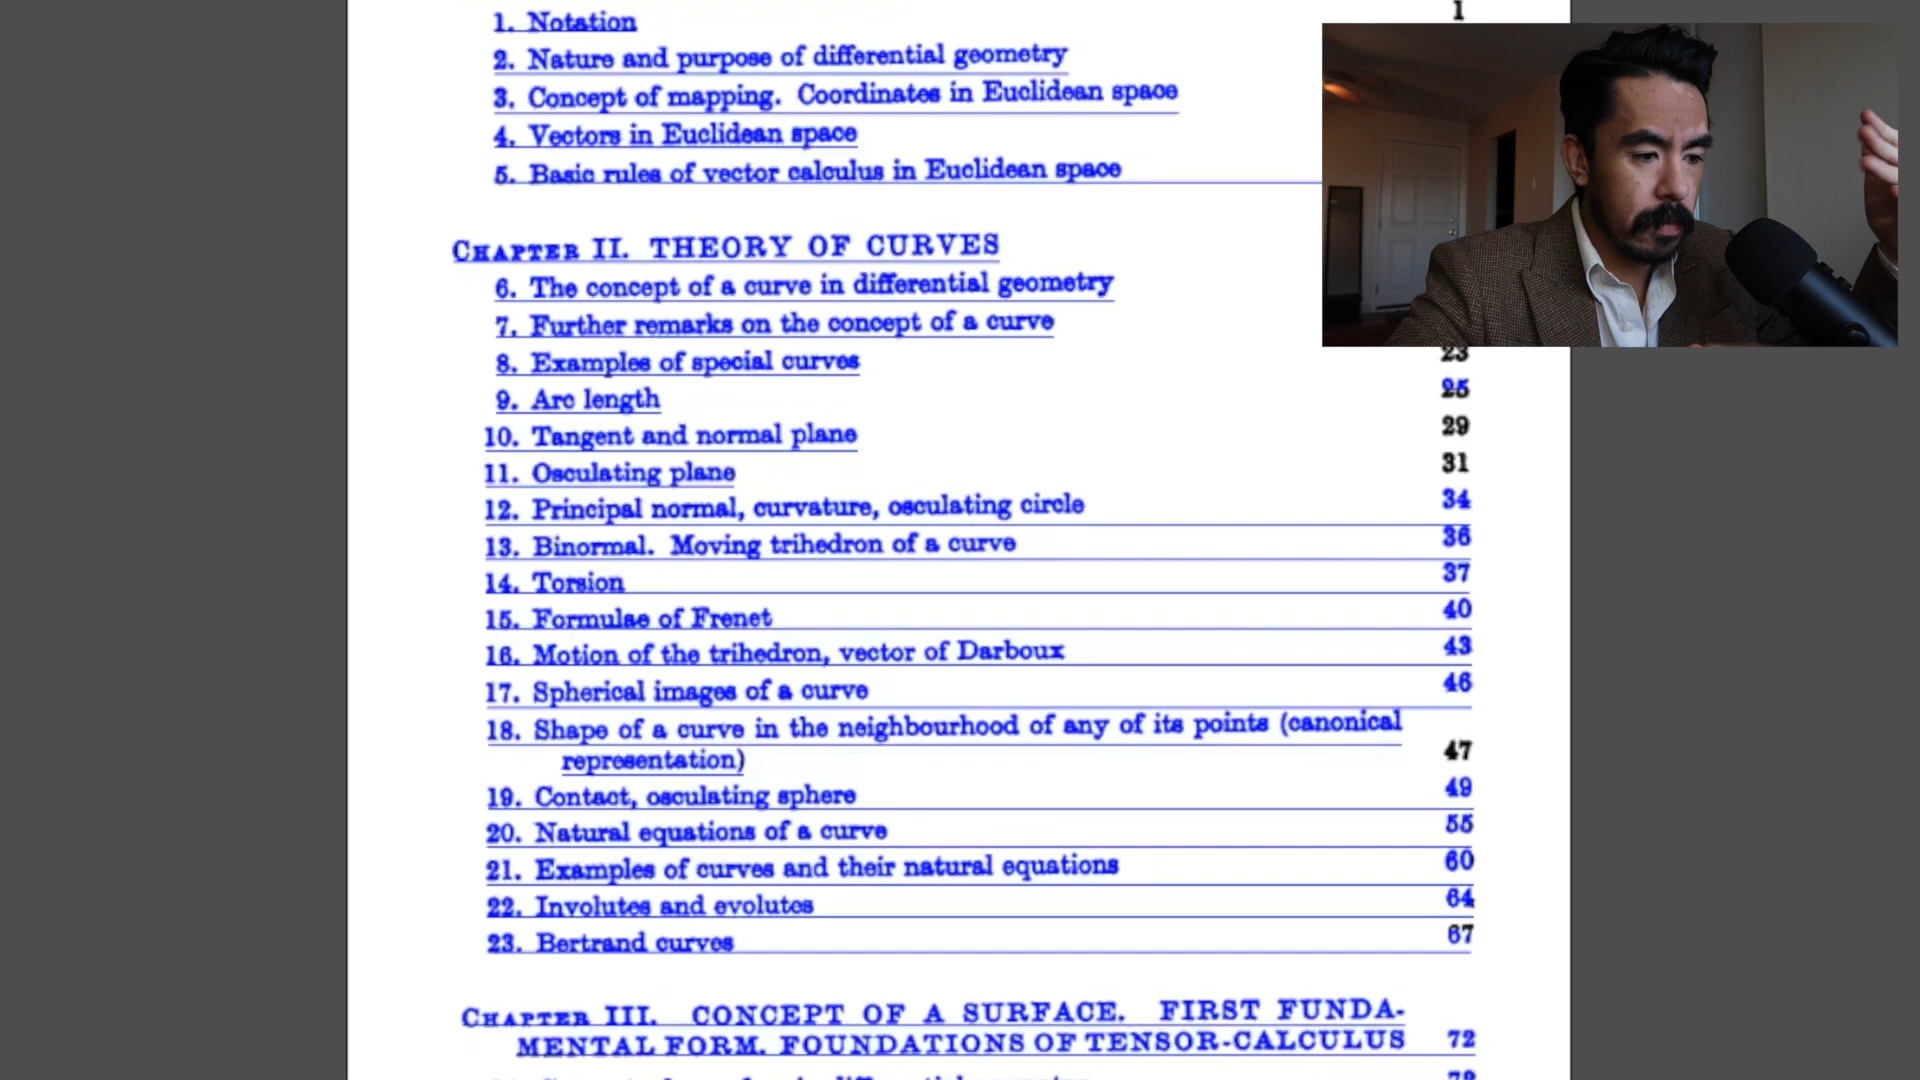 1. Notation 1
2. Nature and purpose of differential geometry
3. Concept of mapping. Coordinates in Euclidean space
4. Vectors in Euclidean space
5. Basic rules of vector calculus in Euclidean space
CHAPTER II. THEORY OF CURVES
6. The concept of a curve in differential geometry
7. Further remarks on the concept of a curve
8. Examples of special curves 23
9. Arc length 25
10. Tangent and normal plane 29
11. Osculating plane 31
12. Principal normal, curvature, osculating circle 34
13. Binormal. Moving trihedron of a curve 36
14. Torsion 37
15. Formulae of Frenet 40
16. Motion of the trihedron, vector of Darboux 43
17. Spherical images of a curve 46
18. Shape of a curve in the neighbourhood of any of its points (canonical
representation) 47
19. Contact, osculating sphere 49
20. Natural equations of a curve 55
21. Examples of curves and their natural equations 60
22. Involutes and evolutes 64
23. Bertrand curves 67
CHAPTER III. CONCEPT OF A SURFACE. FIRST FUNDA-
MENTAL FORM. FOUNDATIONS OF TENSOR-CALCULUS 72